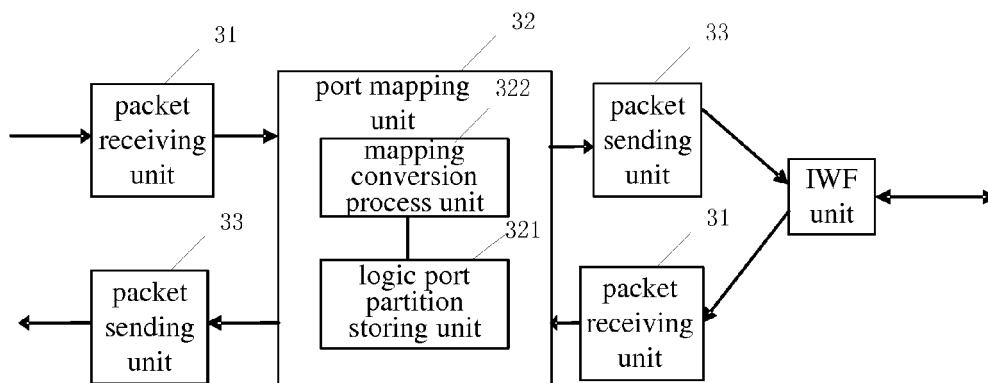 31
packet
receiving
unit
32
port mapping
unit
322
mapping
conversion
process unit
321
logic port
partition
storing unit
33
packet
sending
unit
IWF
unit
33
packet
sending
unit
31
packet
receiving
unit